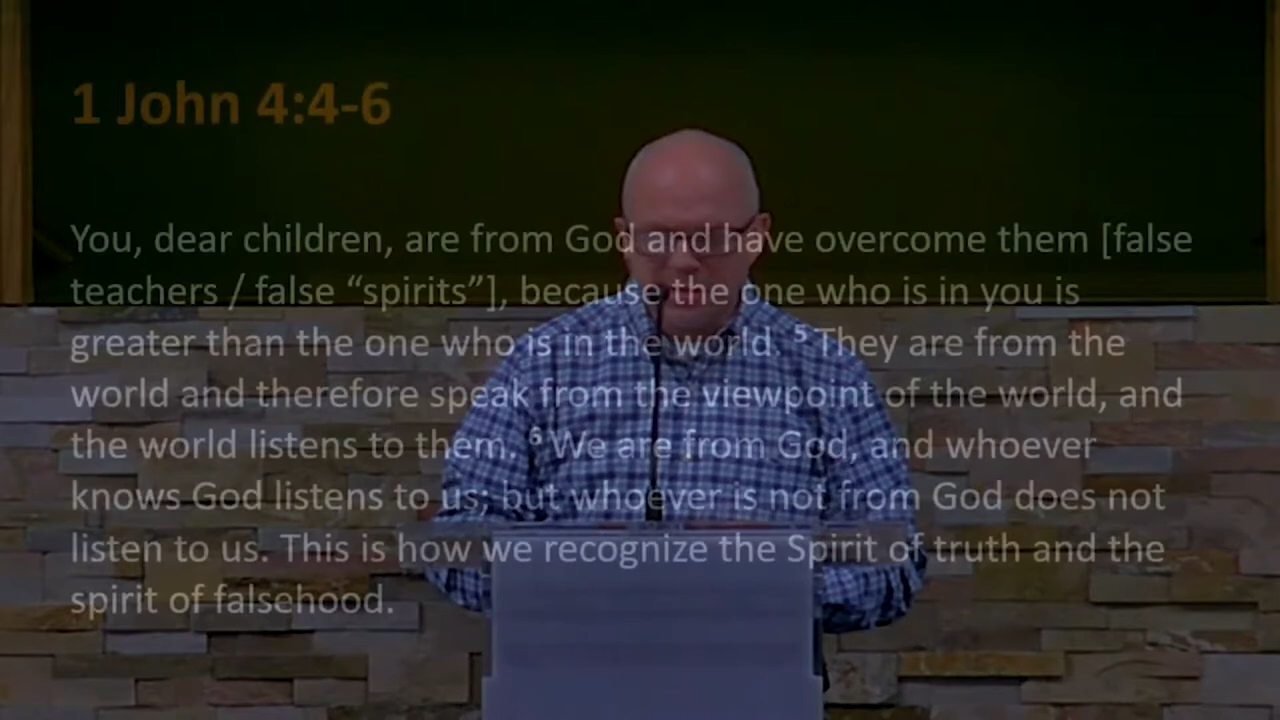 1 John 4:4-6
You, dear children, are from God and have overcome them [false
teachers / false “spirits”], because the one who is in you is
greater than the one who is in the world. ⁵ They are from the
world and therefore speak from the viewpoint of the world, and
the world listens to them. ⁶ We are from God, and whoever
knows God listens to us; but whoever is not from God does not
listen to us. This is how we recognize the Spirit of truth and the
spirit of falsehood.